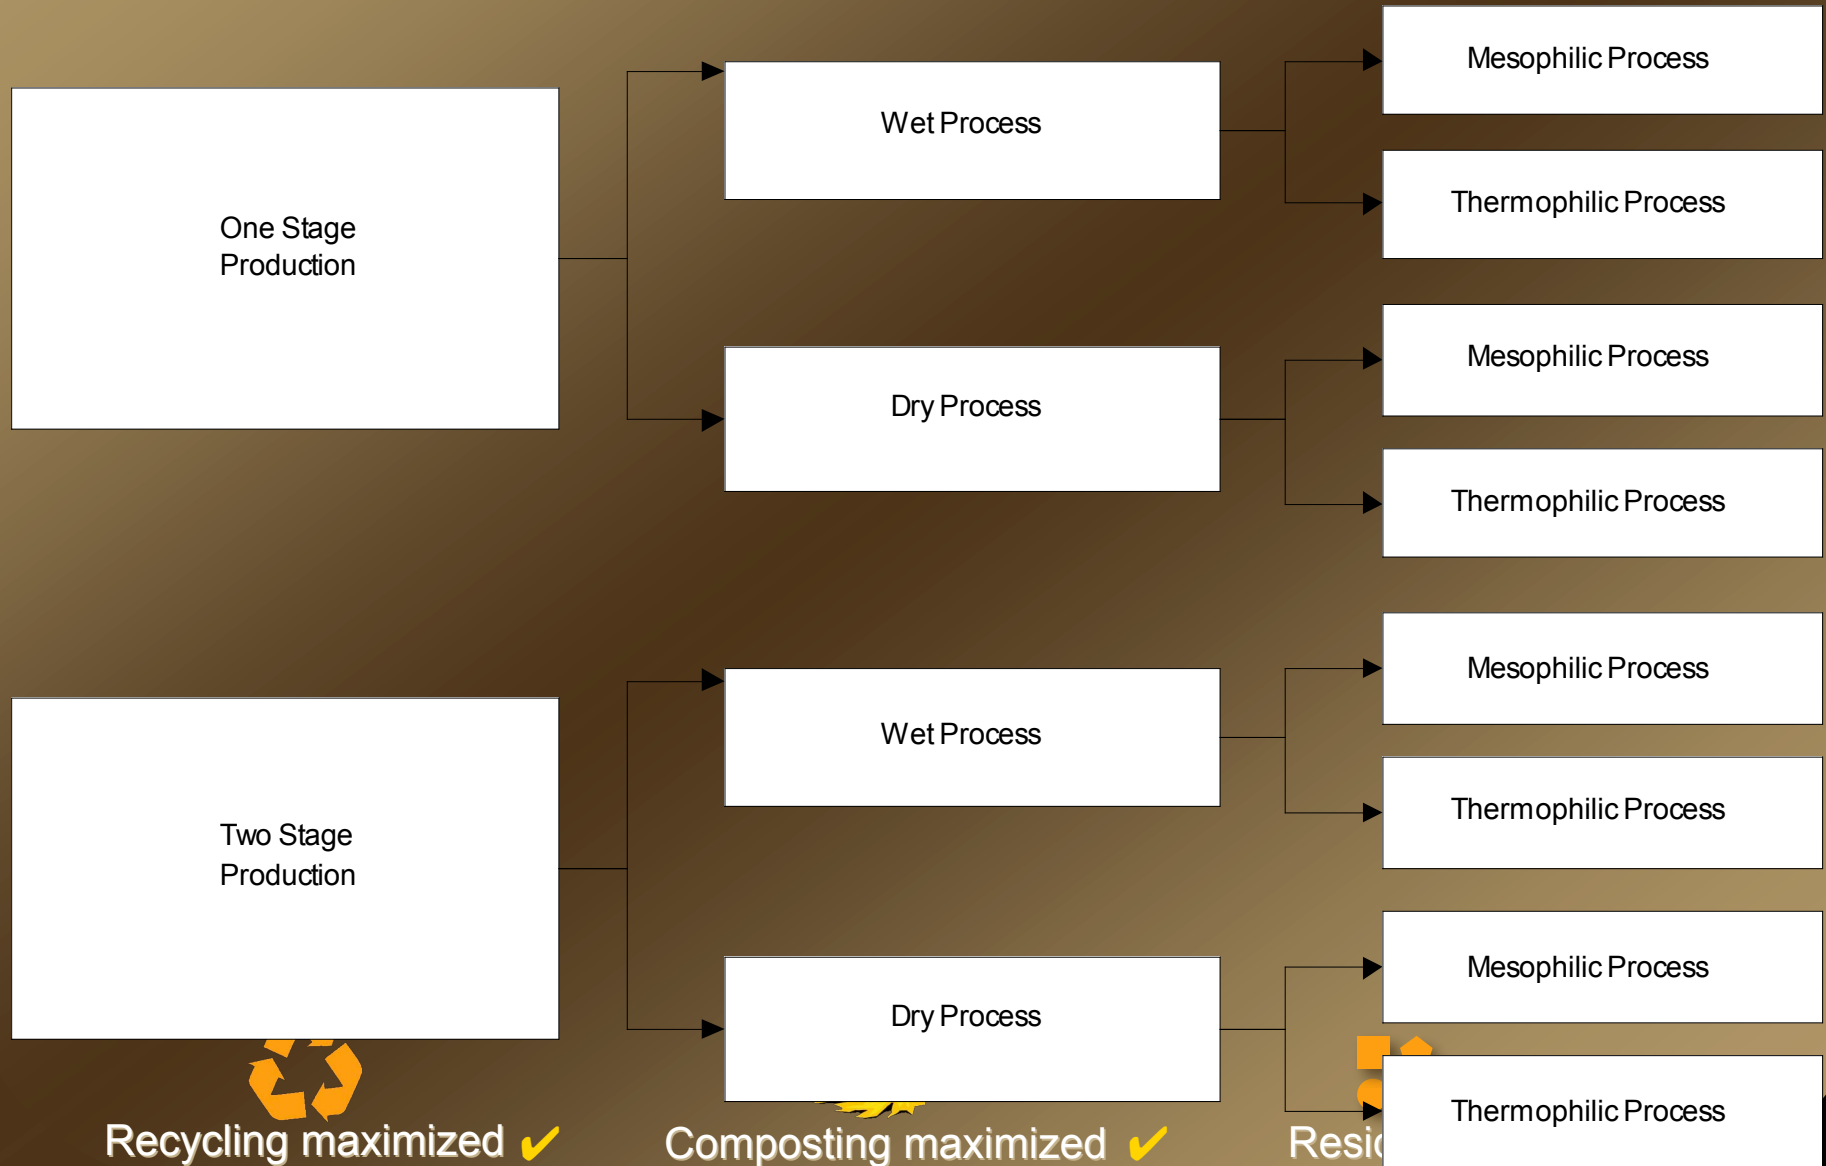 Mesophilic Process
Wet Process
Thermophilic Process
One Stage
Production
Mesophilic Process
Dry Process
Thermophilic Process
Mesophilic Process
Wet Process
Thermophilic Process
Two Stage
Production
Mesophilic Process
Dry Process
Thermophilic Process
Recycling maximized ✔
Composting maximized ✔